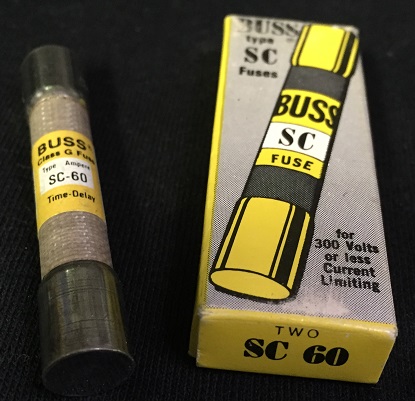 BUSS
Class G Fuse
Type Ampere
SC-60
Time-Delay
BUSS
type
SC
Fuses
BUSS
SC
FUSE
for
300 Volts
or less
Current
Limiting
TWO
SC 60